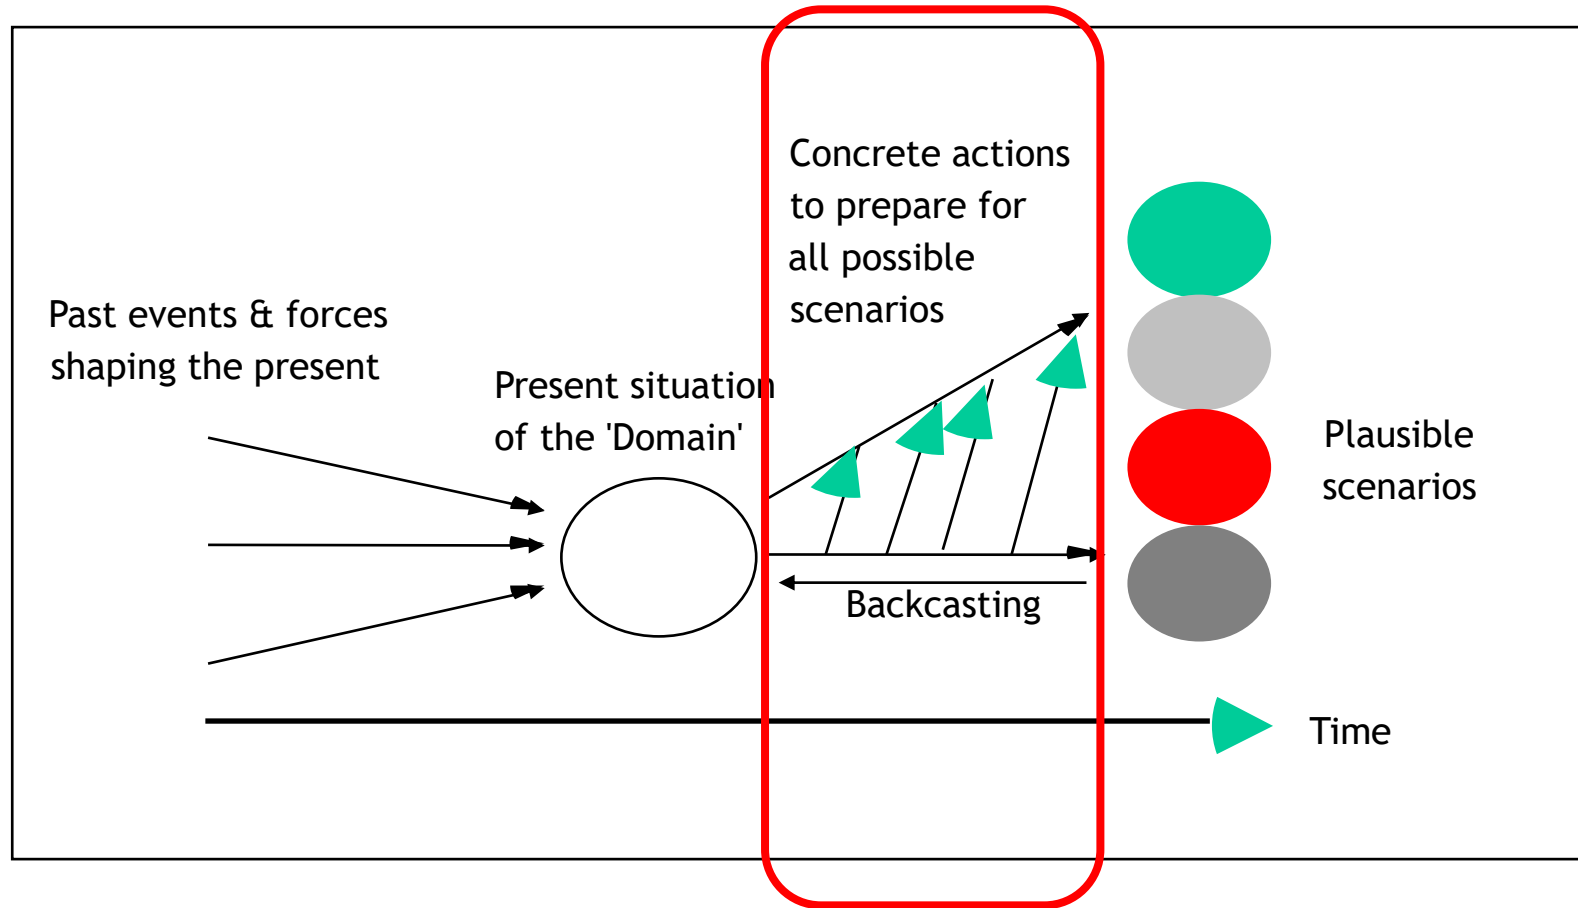 Past events & forces
shaping the present
Present situation
of the 'Domain'
Concrete actions
to prepare for
all possible
scenarios
Backcasting
Plausible
scenarios
Time